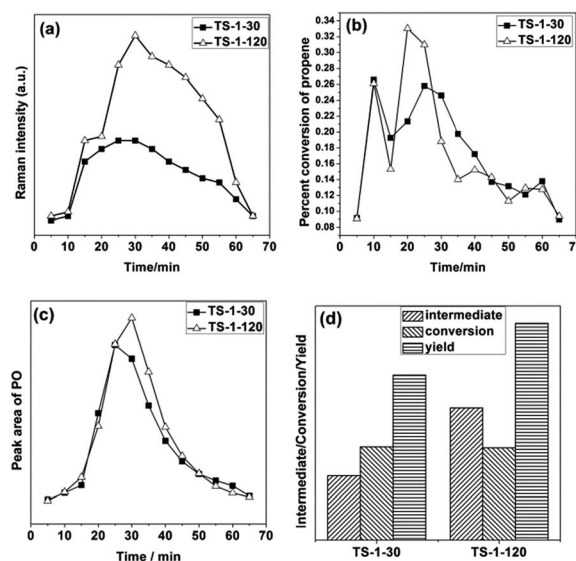 (a)
TS-1-30
TS-1-120
Raman intensity (a.u.)
0 10 20 30 40 50 60 70
Time/min
(b)
TS-1-30
TS-1-120
Percent conversion of propene
0.34
0.32
0.30
0.28
0.26
0.24
0.22
0.20
0.18
0.16
0.14
0.12
0.10
0.08
0 10 20 30 40 50 60 70
Time/min
(c)
TS-1-30
TS-1-120
Peak area of PO
0 10 20 30 40 50 60 70
Time / min
(d)
intermediate
conversion
yield
Intermediate/Conversion/Yield
TS-1-30 TS-1-120